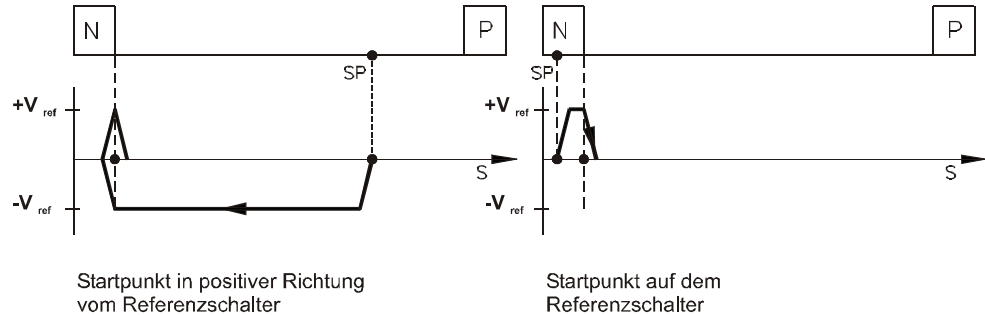 N P N P
SP SP
+V ref +V ref
S S
-V ref -V ref
Startpunkt in positiver Richtung
vom Referenzschalter
Startpunkt auf dem
Referenzschalter